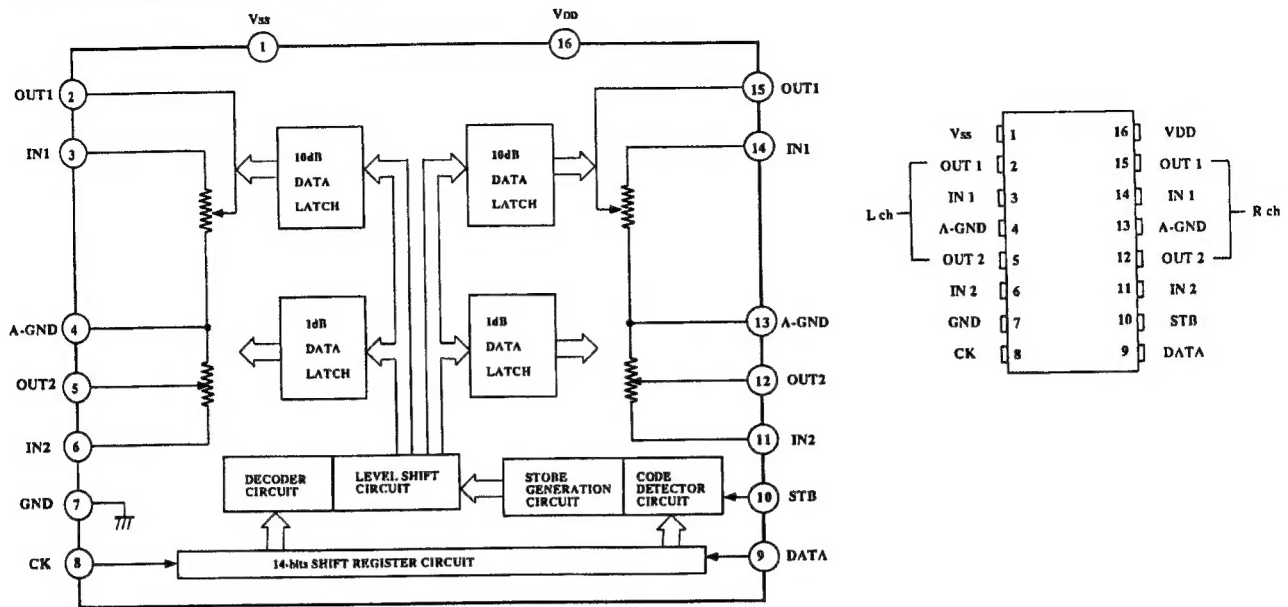 Vss
VDD
1
16
OUT1
2
15
OUT1
IN1
3
14
IN1
10dB
DATA
LATCH
10dB
DATA
LATCH
A-GND
4
13
A-GND
1dB
DATA
LATCH
1dB
DATA
LATCH
OUT2
5
12
OUT2
IN2
6
11
IN2
DECODER
CIRCUIT
LEVEL SHIFT
CIRCUIT
STOBE
GENERATION
CIRCUIT
CODE
DETECTOR
CIRCUIT
GND
7
10
STB
CK
8
14-bits SHIFT REGISTER CIRCUIT
9
DATA
Vss 1 16 VDD
OUT 1 2 15 OUT 1
IN 1 3 14 IN 1
L ch
R ch
A-GND 4 13 A-GND
OUT 2 5 12 OUT 2
IN 2 6 11 IN 2
GND 7 10 STB
CK 8 9 DATA